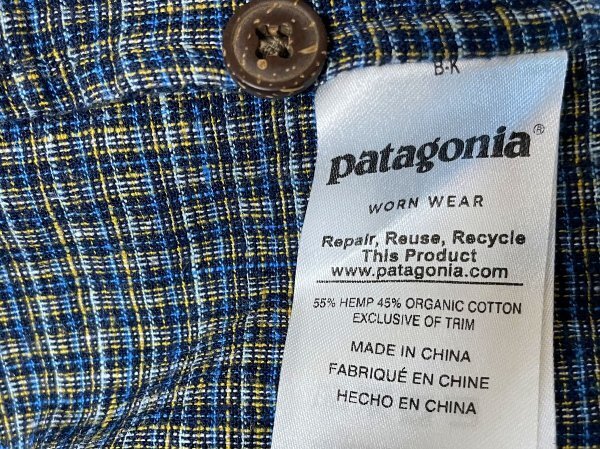 B-K
patagonia®
WORN WEAR
Repair, Reuse, Recycle
This Product
www.patagonia.com
55% HEMP 45% ORGANIC COTTON
EXCLUSIVE OF TRIM
MADE IN CHINA
FABRIQUÉ EN CHINE
HECHO EN CHINA